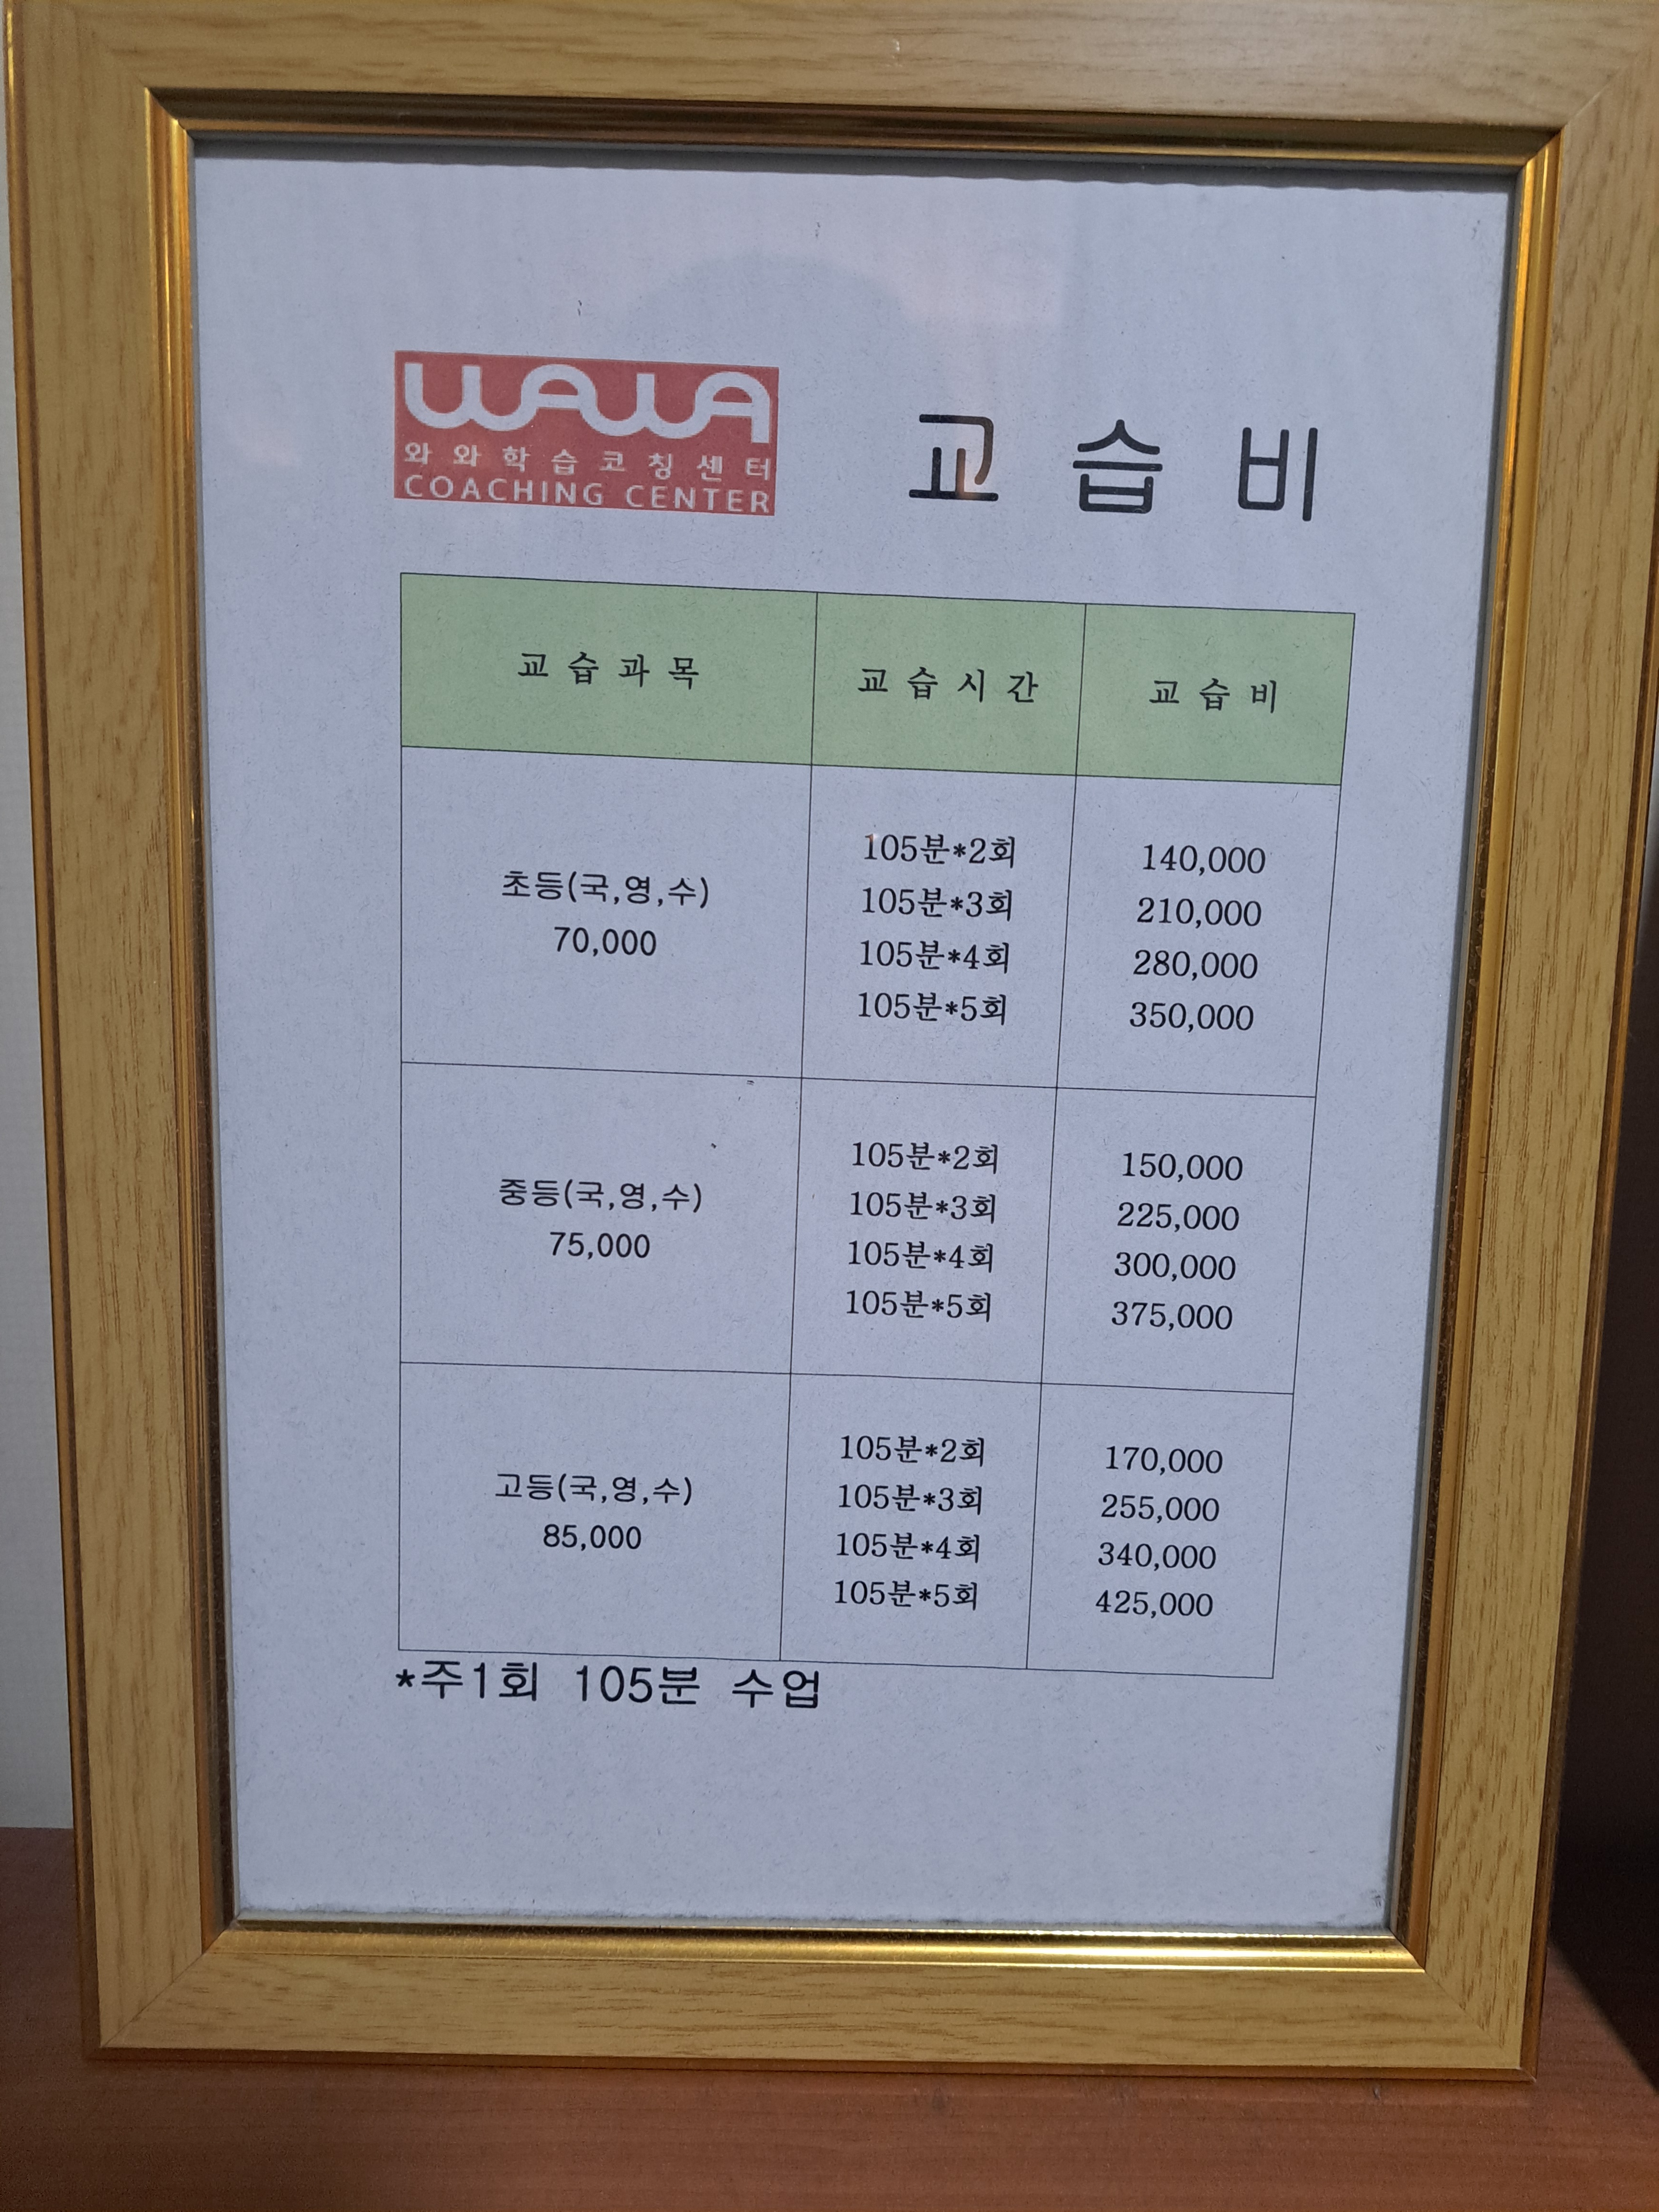 WAWA
와와학습코칭센터
COACHING CENTER
교 습 비
교 습 과 목 교 습 시 간 교 습 비
초등(국,영,수)
70,000
105분*2회 140,000
105분*3회 210,000
105분*4회 280,000
105분*5회 350,000
중등(국,영,수)
75,000
105분*2회 150,000
105분*3회 225,000
105분*4회 300,000
105분*5회 375,000
고등(국,영,수)
85,000
105분*2회 170,000
105분*3회 255,000
105분*4회 340,000
105분*5회 425,000
*주1회 105분 수업